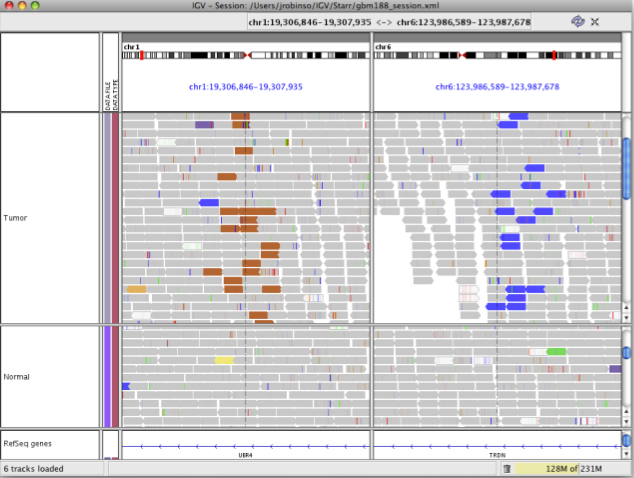 IGV - Session: /Users/jrobinso/IGV/Starr/gbm188_session.xml
chr1:19,306,846-19,307,935 <-> chr6:123,986,589-123,987,678
chr1
chr6
DATA FILE
DATA TYPE
chr1:19,306,846-19,307,935
chr6:123,986,589-123,987,678
Tumor
Normal
RefSeq genes
UBR4
TRDN
6 tracks loaded
128M of 231M